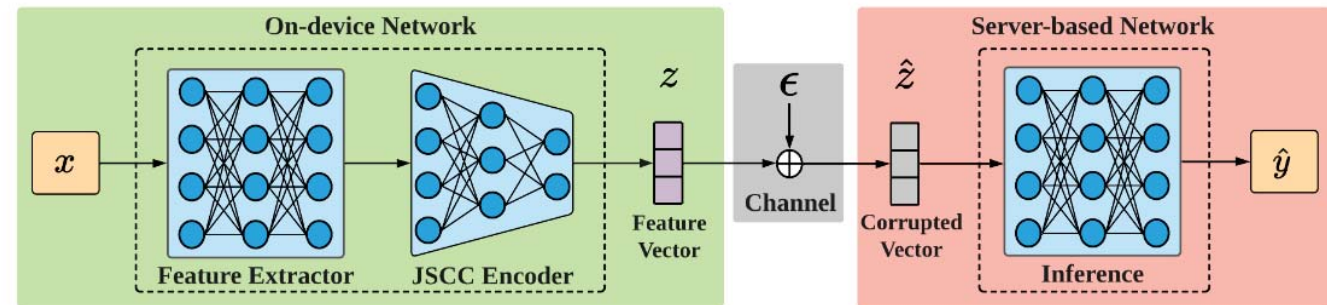 On-device Network
Server-based Network
x
Feature Extractor
JSCC Encoder
z
Feature
Vector
ϵ
Channel
ẑ
Corrupted
Vector
Inference
ŷ